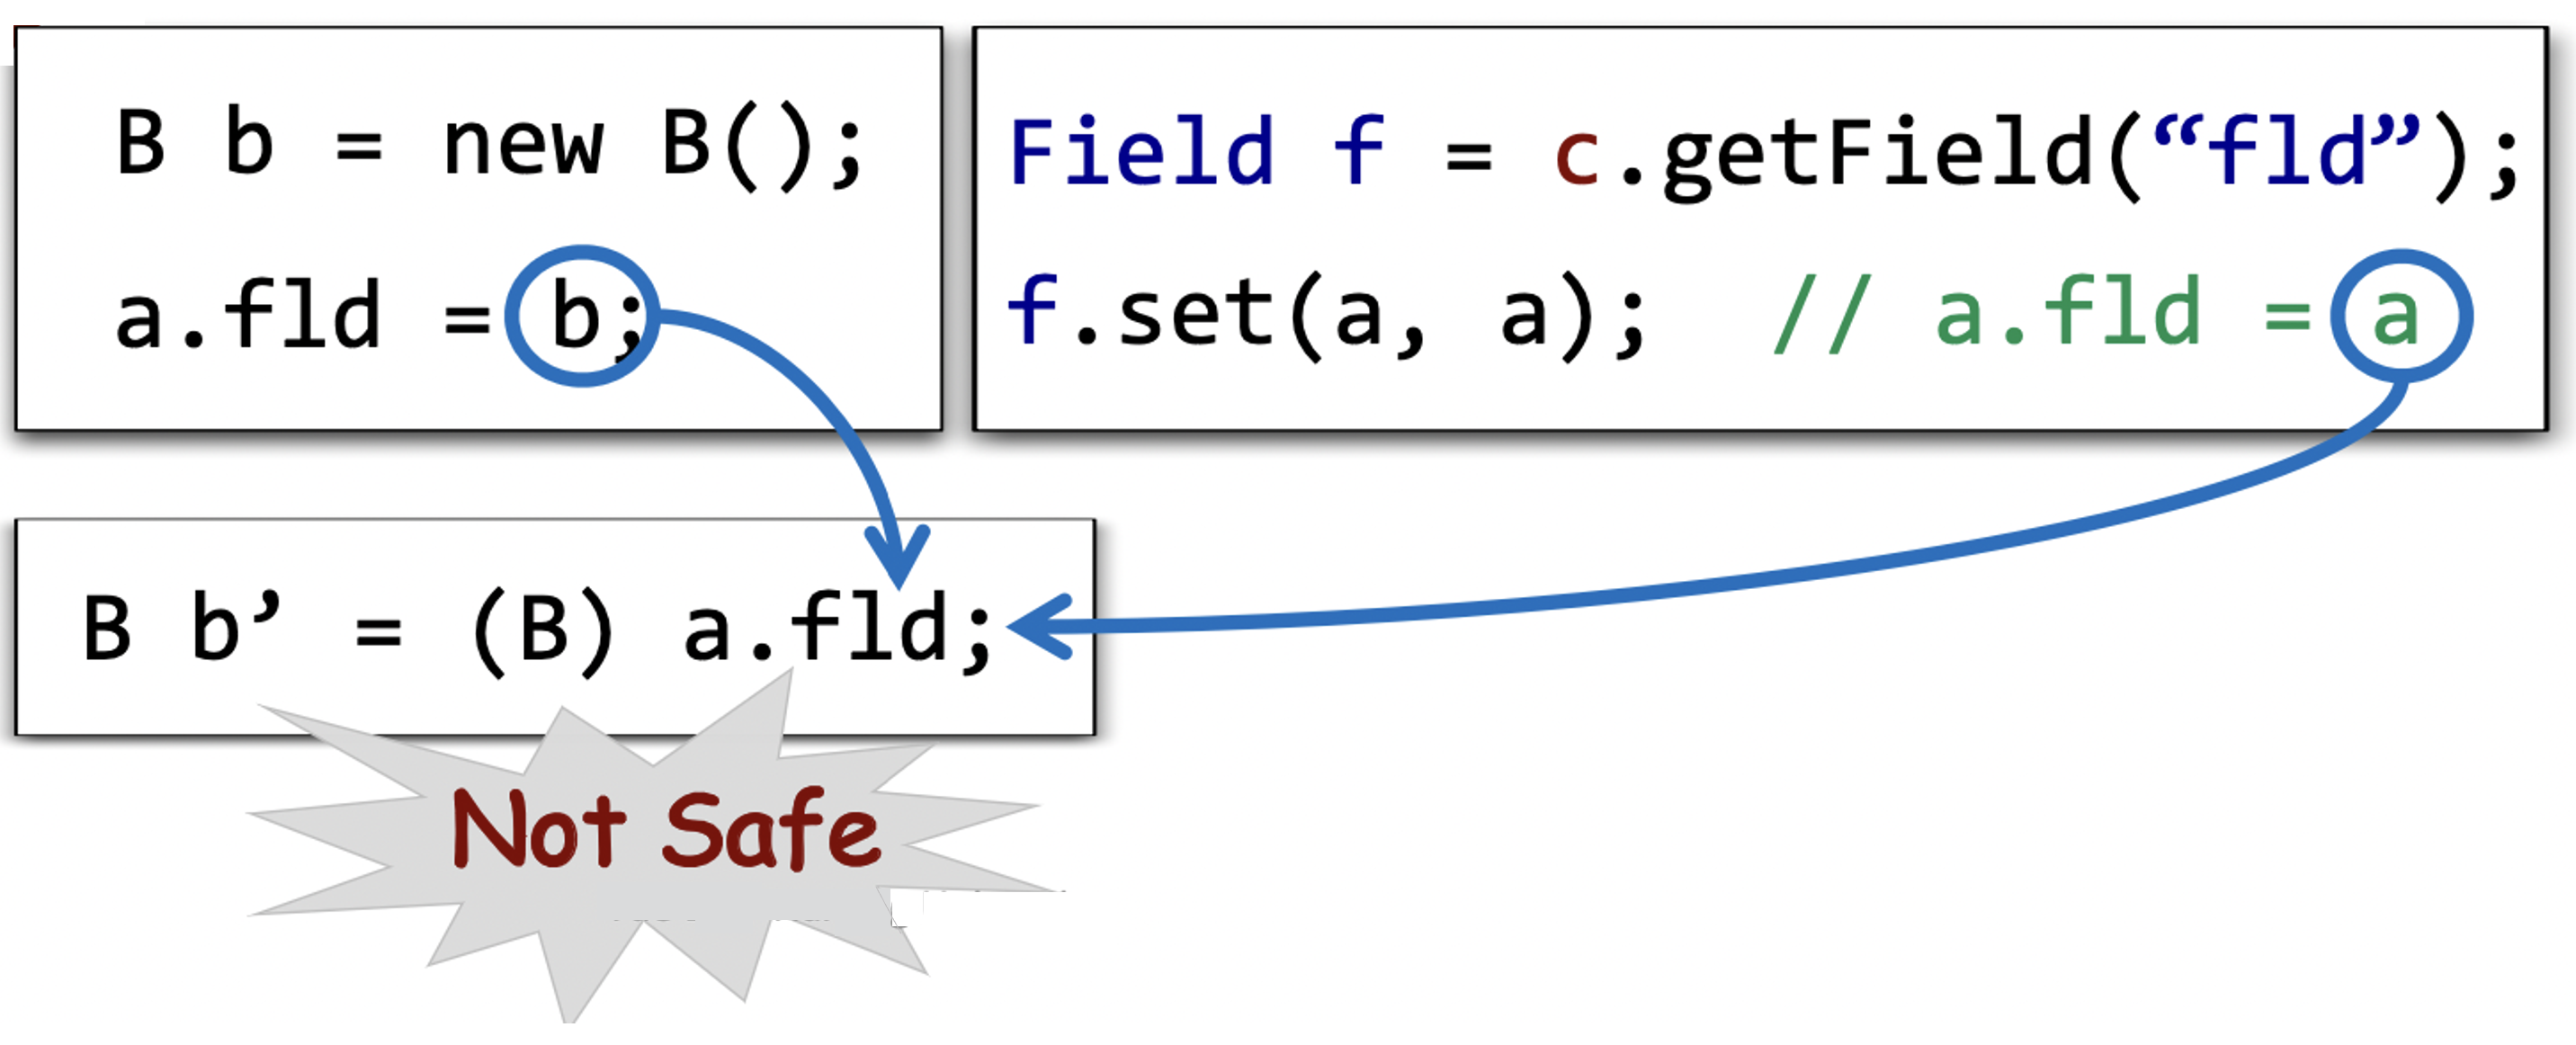 B b = new B();
a.fld = b;
Field f = c.getField(“fld”);
f.set(a, a); // a.fld = a
B b’ = (B) a.fld;
Not Safe